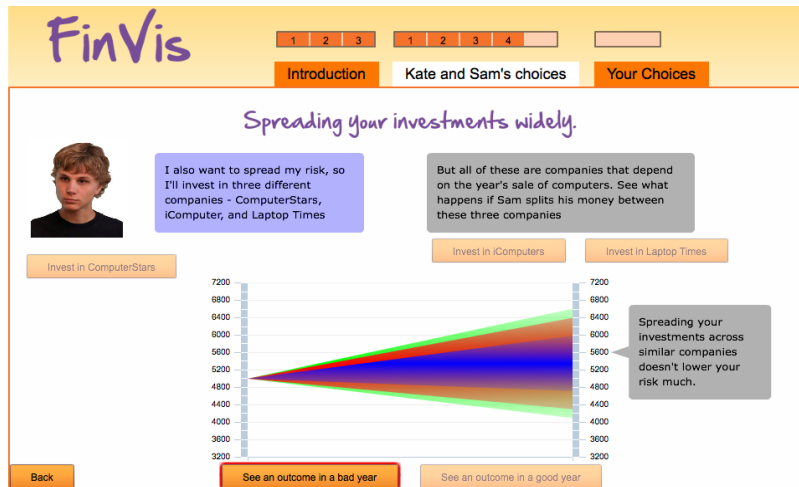 FinVis
1 2 3
1 2 3 4
Introduction
Kate and Sam's choices
Your Choices
Spreading your investments widely.
I also want to spread my risk, so
I'll invest in three different
companies - ComputerStars,
iComputer, and Laptop Times
But all of these are companies that depend
on the year's sale of computers. See what
happens if Sam splits his money between
these three companies
Invest in ComputerStars
Invest in iComputers
Invest in Laptop Times
7200
6800
6400
6000
5600
5200
4800
4400
4000
3600
3200
7200
6800
6400
6000
5600
5200
4800
4400
4000
3600
3200
Spreading your
investments across
similar companies
doesn't lower your
risk much.
Back
See an outcome in a bad year
See an outcome in a good year